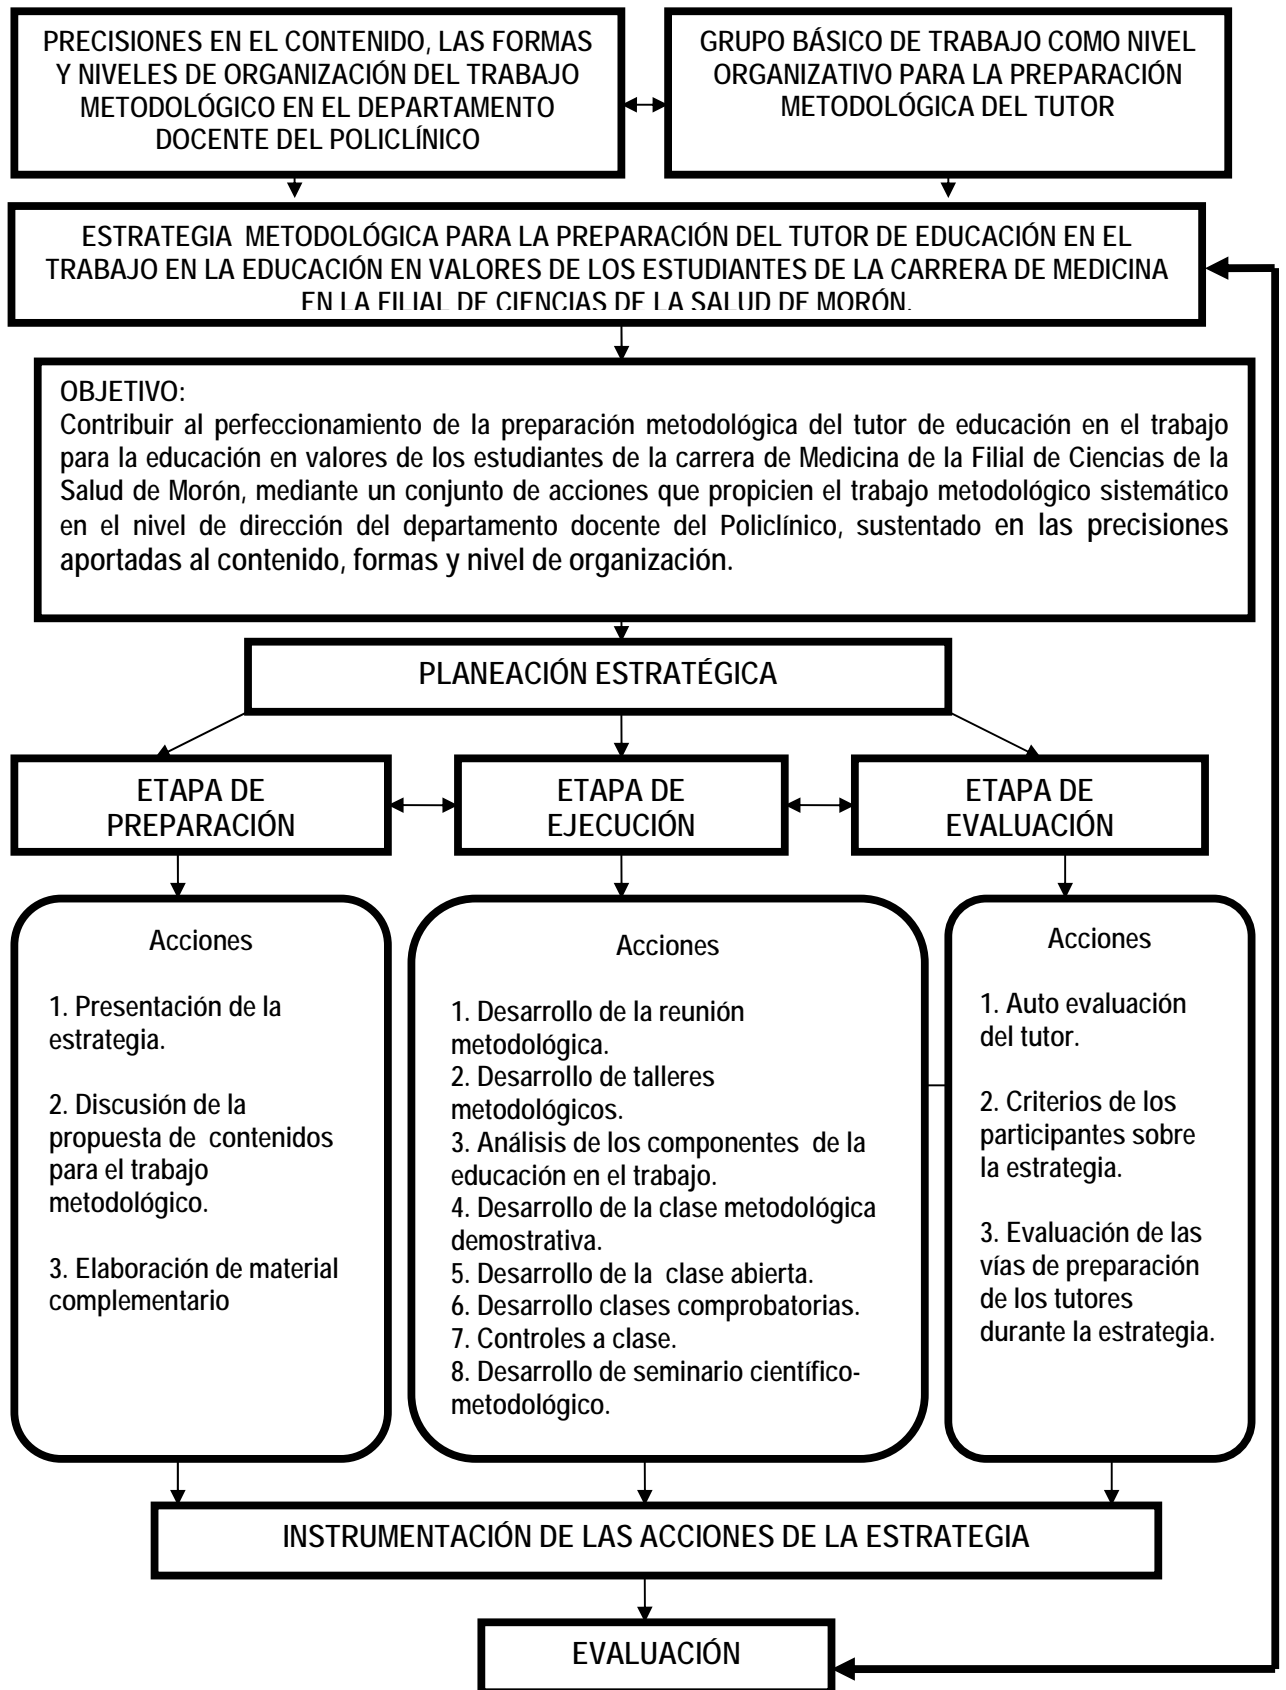 PRECISIONES EN EL CONTENIDO, LAS FORMAS
Y NIVELES DE ORGANIZACIÓN DEL TRABAJO
METODOLÓGICO EN EL DEPARTAMENTO
DOCENTE DEL POLICLÍNICO
GRUPO BÁSICO DE TRABAJO COMO NIVEL
ORGANIZATIVO PARA LA PREPARACIÓN
METODOLÓGICA DEL TUTOR
ESTRATEGIA METODOLÓGICA PARA LA PREPARACIÓN DEL TUTOR DE EDUCACIÓN EN EL
TRABAJO EN LA EDUCACIÓN EN VALORES DE LOS ESTUDIANTES DE LA CARRERA DE MEDICINA
EN LA FILIAL DE CIENCIAS DE LA SALUD DE MORÓN.
OBJETIVO:
Contribuir al perfeccionamiento de la preparación metodológica del tutor de educación en el trabajo
para la educación en valores de los estudiantes de la carrera de Medicina de la Filial de Ciencias de la
Salud de Morón, mediante un conjunto de acciones que propicien el trabajo metodológico sistemático
en el nivel de dirección del departamento docente del Policlínico, sustentado en las precisiones
aportadas al contenido, formas y nivel de organización.
PLANEACIÓN ESTRATÉGICA
ETAPA DE
PREPARACIÓN
ETAPA DE
EJECUCIÓN
ETAPA DE
EVALUACIÓN
Acciones
1. Presentación de la
estrategia.
2. Discusión de la
propuesta de contenidos
para el trabajo
metodológico.
3. Elaboración de material
complementario
Acciones
1. Desarrollo de la reunión
metodológica.
2. Desarrollo de talleres
metodológicos.
3. Análisis de los componentes de la
educación en el trabajo.
4. Desarrollo de la clase metodológica
demostrativa.
5. Desarrollo de la clase abierta.
6. Desarrollo clases comprobatorias.
7. Controles a clase.
8. Desarrollo de seminario científico-
metodológico.
Acciones
1. Auto evaluación
del tutor.
2. Criterios de los
participantes sobre
la estrategia.
3. Evaluación de las
vías de preparación
de los tutores
durante la estrategia.
INSTRUMENTACIÓN DE LAS ACCIONES DE LA ESTRATEGIA
EVALUACIÓN